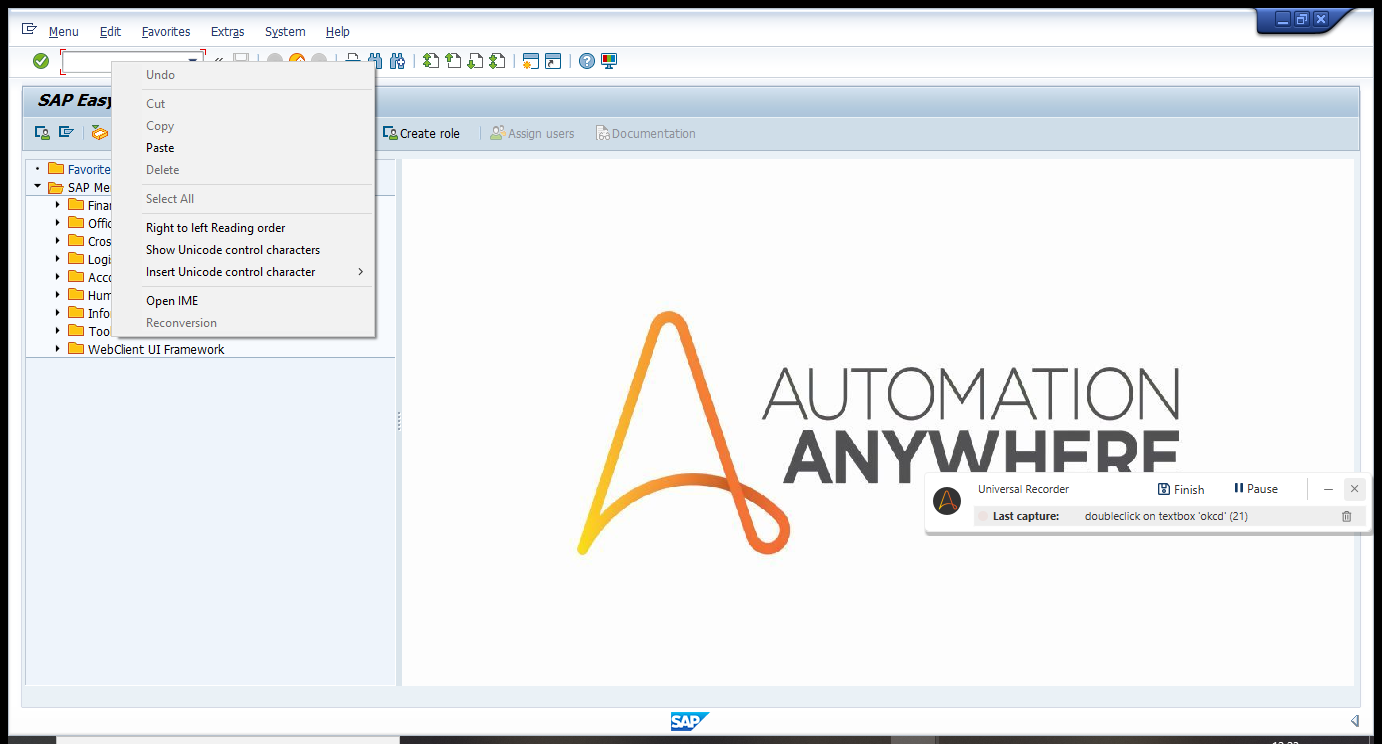 Menu Edit Favorites Extras System Help
SAP Easy
Create role Assign users Documentation
Undo
Cut
Copy
Paste
Delete
Select All
Right to left Reading order
Show Unicode control characters
Insert Unicode control character
Open IME
Reconversion
Favorite
SAP Me
Finan
Offic
Cros
Logi
Acco
Hum
Info
Tool
WebClient UI Framework
AUTOMATION
ANYWHERE
Universal Recorder Finish Pause
Last capture: doubleclick on textbox 'okcd' (21)
SAP